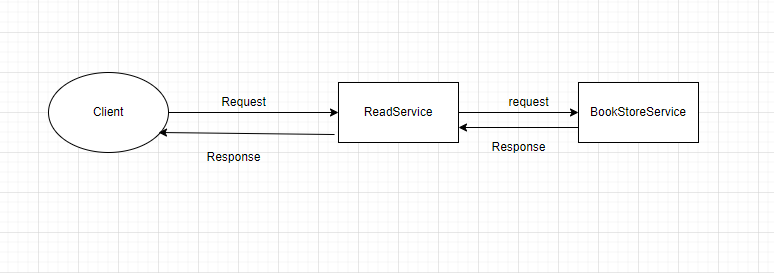 Client
Request
Response
ReadService
request
Response
BookStoreService